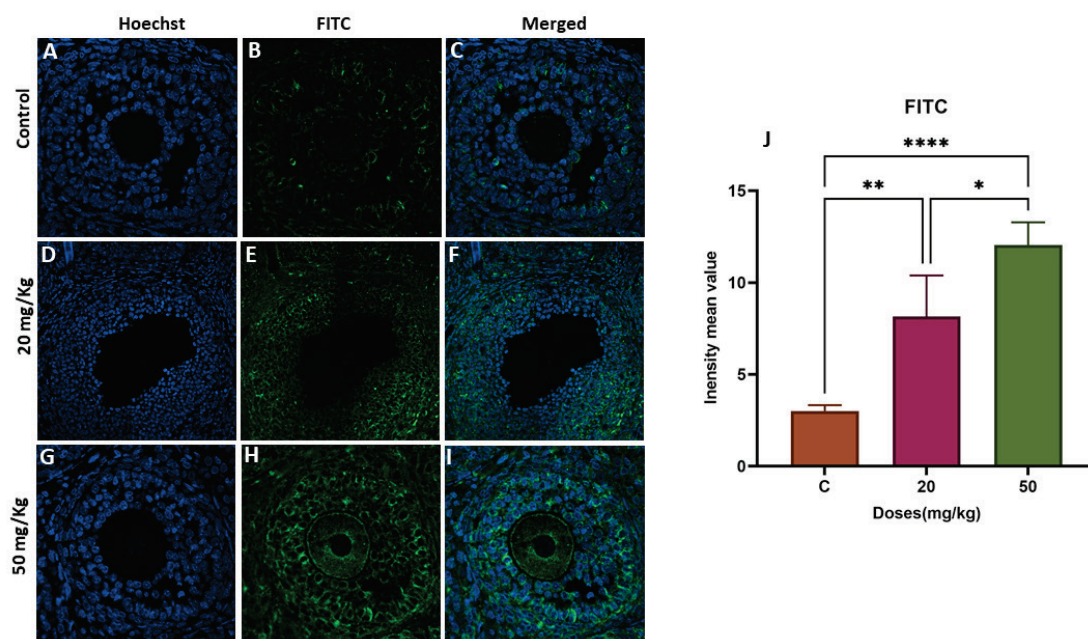 Hoechst FITC Merged
Control
A B C
20 mg/Kg
D E F
50 mg/Kg
G H I
J
FITC
****
** *
Inensity mean value
15
10
5
0
C 20 50
Doses(mg/kg)